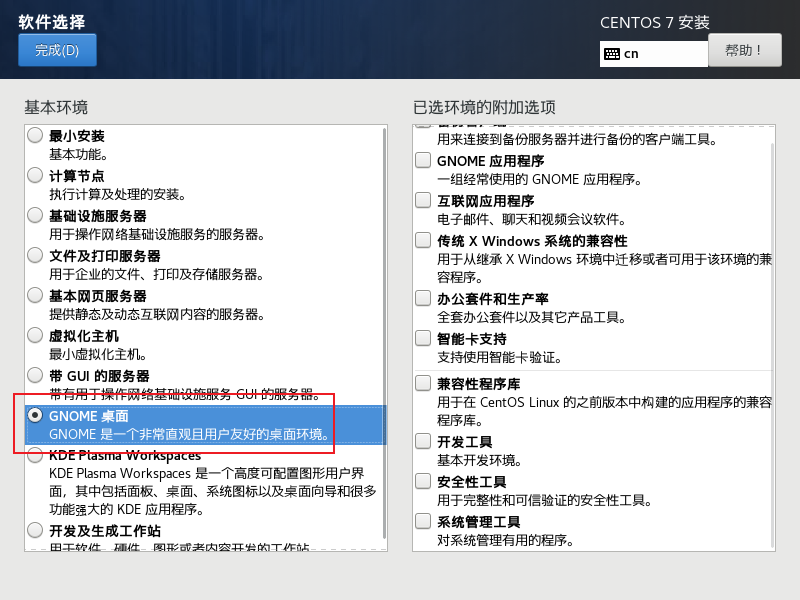 软件选择
完成(D)
CENTOS 7 安装
cn
帮助！
基本环境
最小安装
基本功能。
计算节点
执行计算及处理的安装。
基础设施服务器
用于操作网络基础设施服务的服务器。
文件及打印服务器
用于企业的文件、打印及存储服务器。
基本网页服务器
提供静态及动态互联网内容的服务器。
虚拟化主机
最小虚拟化主机。
带 GUI 的服务器
带有用于操作网络基础设施服务 GUI 的服务器。
GNOME 桌面
GNOME 是一个非常直观且用户友好的桌面环境。
KDE Plasma Workspaces
KDE Plasma Workspaces 是一个高度可配置图形用户界
面，其中包括面板、桌面、系统图标以及桌面向导和很多
功能强大的 KDE 应用程序。
开发及生成工作站
用于软件、硬件、图形或者内容开发的工作站。
已选环境的附加选项
备份客户端
用来连接到备份服务器并进行备份的客户端工具。
GNOME 应用程序
一组经常使用的 GNOME 应用程序。
互联网应用程序
电子邮件、聊天和视频会议软件。
传统 X Windows 系统的兼容性
用于从继承 X Windows 环境中迁移或者可用于该环境的兼
容程序。
办公套件和生产率
全套办公套件以及其它产品工具。
智能卡支持
支持使用智能卡验证。
兼容性程序库
用于在 CentOS Linux 的之前版本中构建的应用程序的兼容
程序库。
开发工具
基本开发环境。
安全性工具
用于完整性和可信验证的安全性工具。
系统管理工具
对系统管理有用的程序。